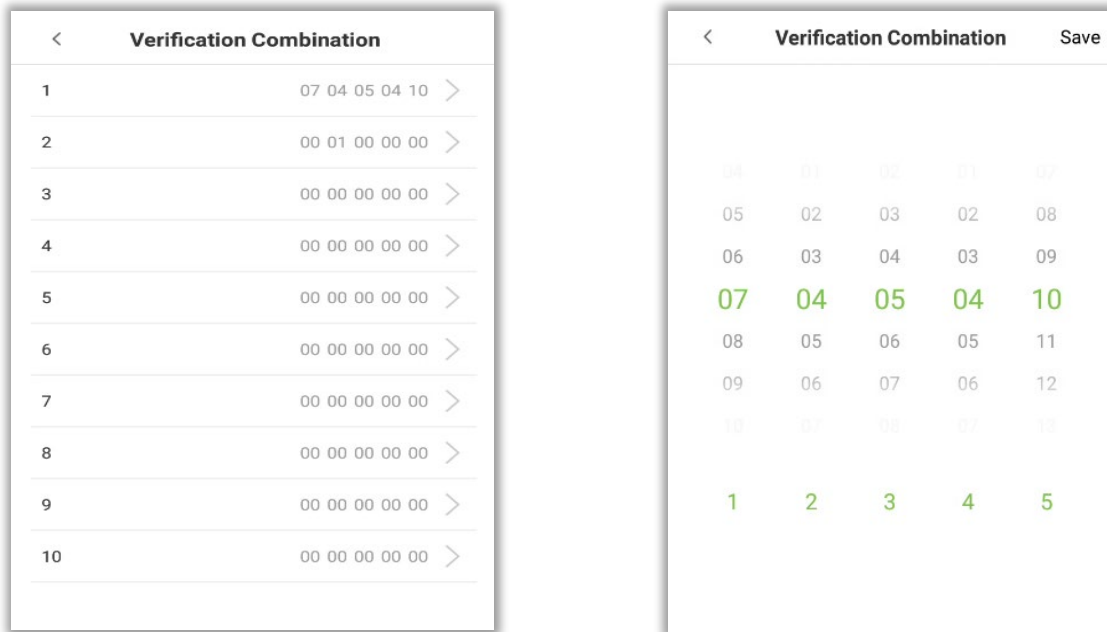 Verification Combination
1 07 04 05 04 10
2 00 01 00 00 00
3 00 00 00 00 00
4 00 00 00 00 00
5 00 00 00 00 00
6 00 00 00 00 00
7 00 00 00 00 00
8 00 00 00 00 00
9 00 00 00 00 00
10 00 00 00 00 00
Verification Combination Save
04 01 02 01 07
05 02 03 02 08
06 03 04 03 09
07 04 05 04 10
08 05 06 05 11
09 06 07 06 12
10 07 08 07 13
1 2 3 4 5